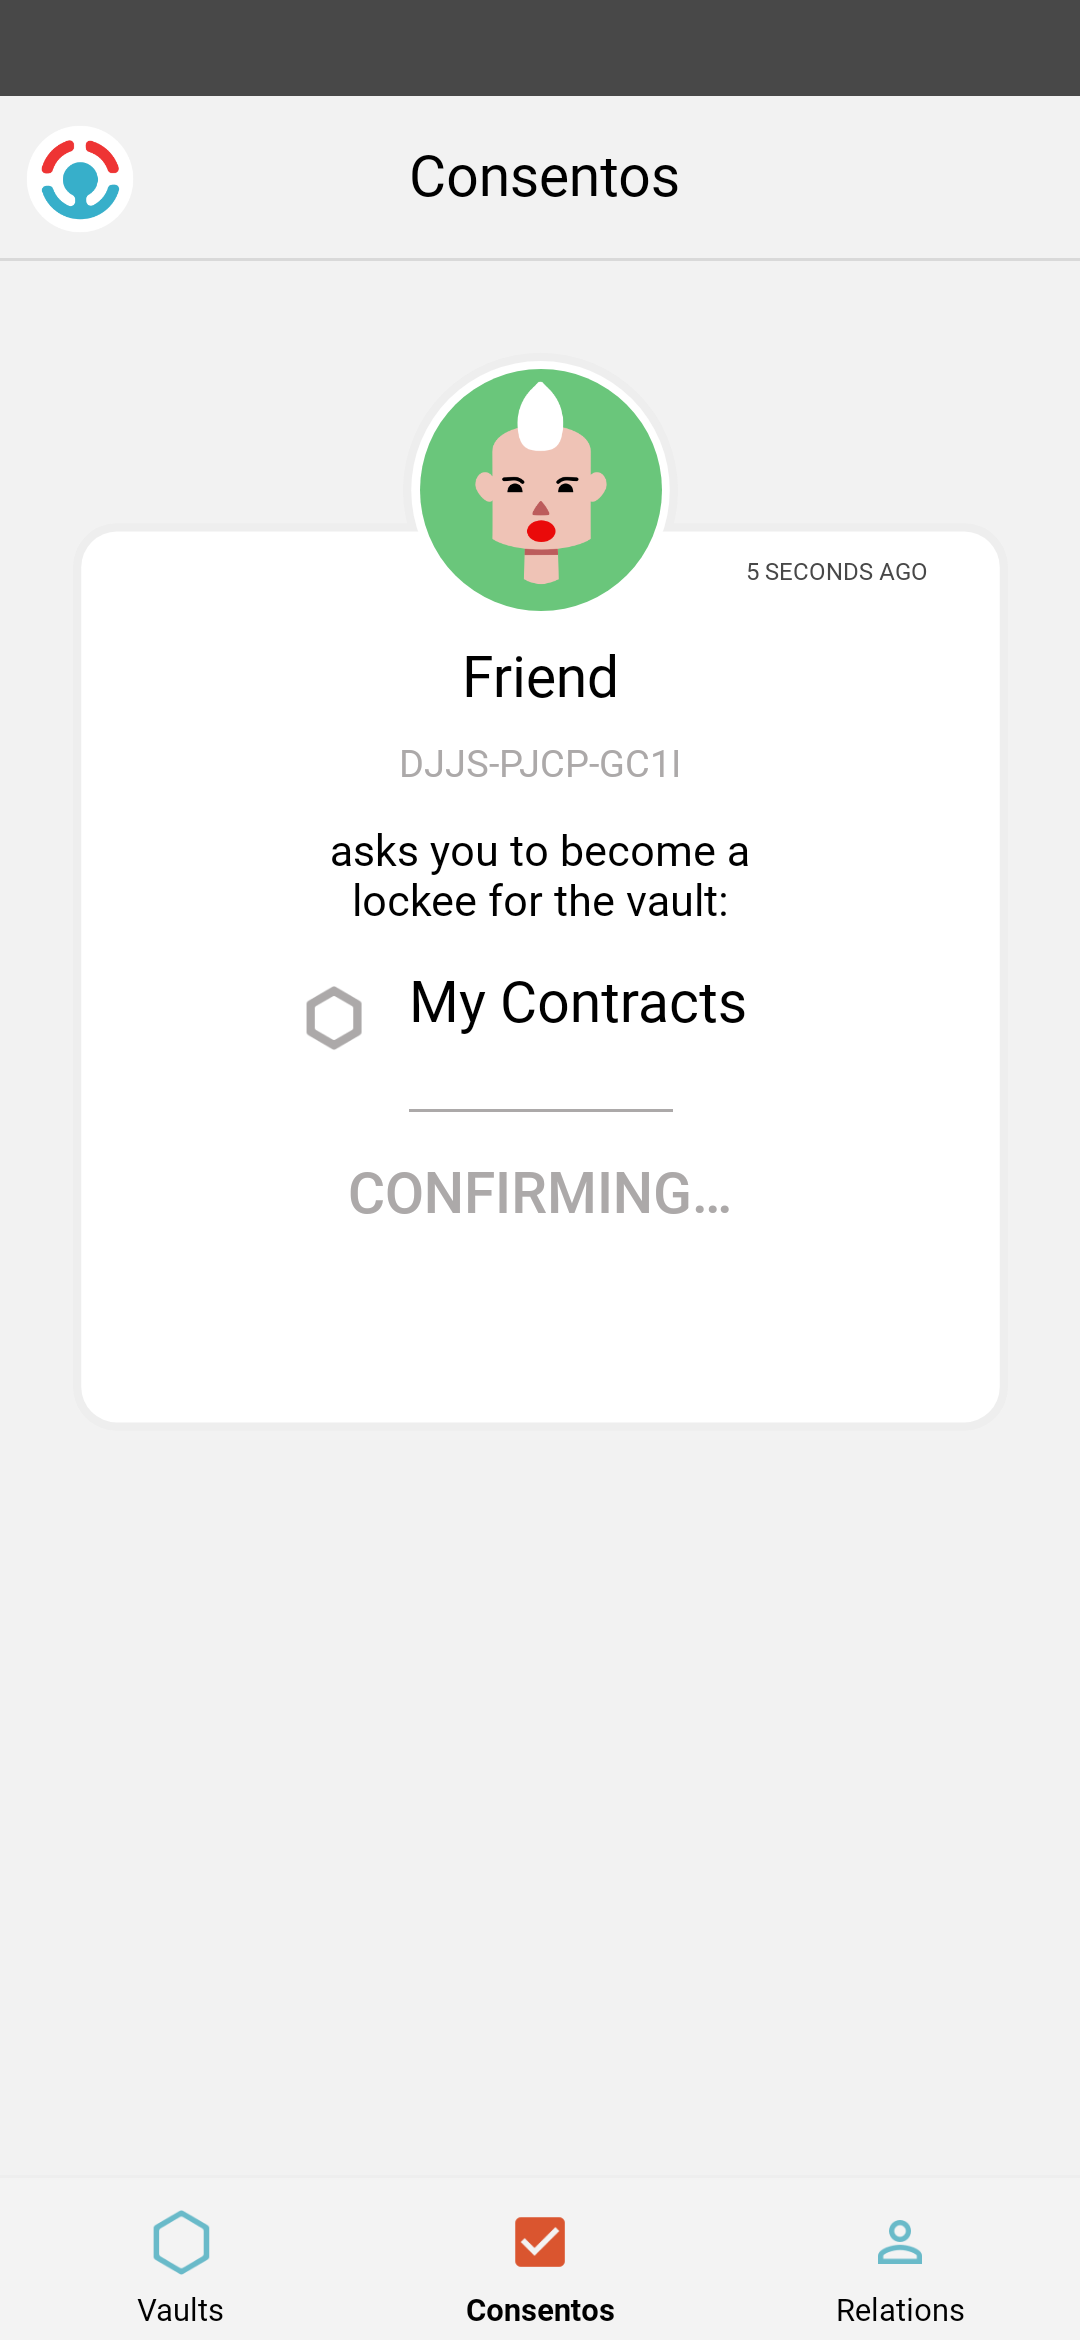 Consentos
5 SECONDS AGO
Friend
DJJS-PJCP-GC1I
asks you to become a
lockee for the vault:
My Contracts
CONFIRMING...
Vaults
Consentos
Relations